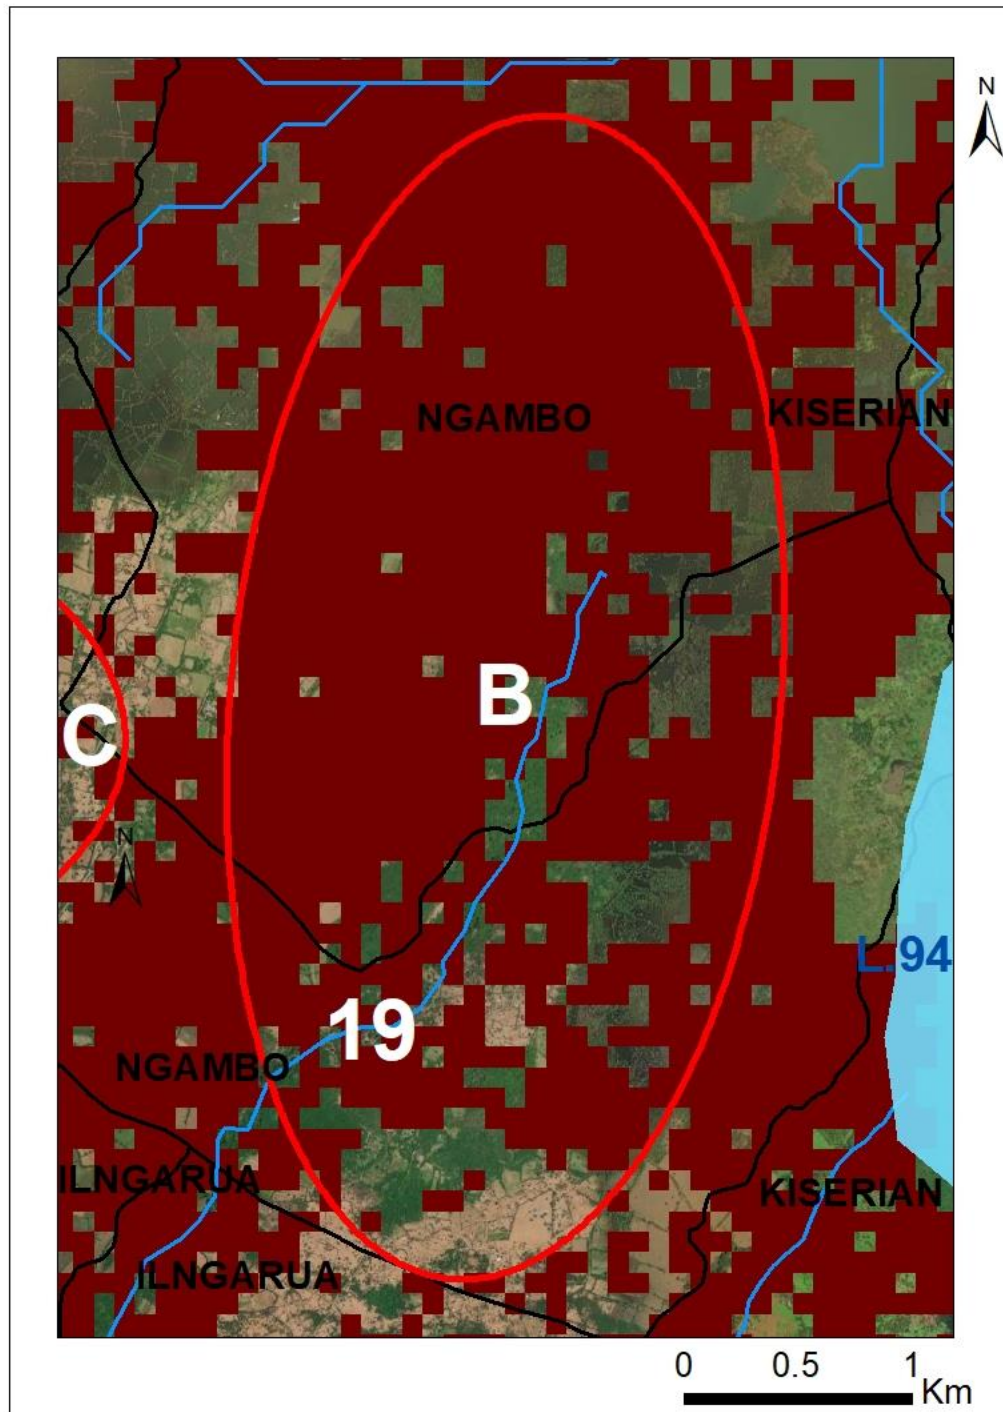 N
NGAMBO
KISERIAN
B
C
N
L.94
19
NGAMBO
ILNGARUA
KISERIAN
ILNGARUA
0 0.5 1
Km